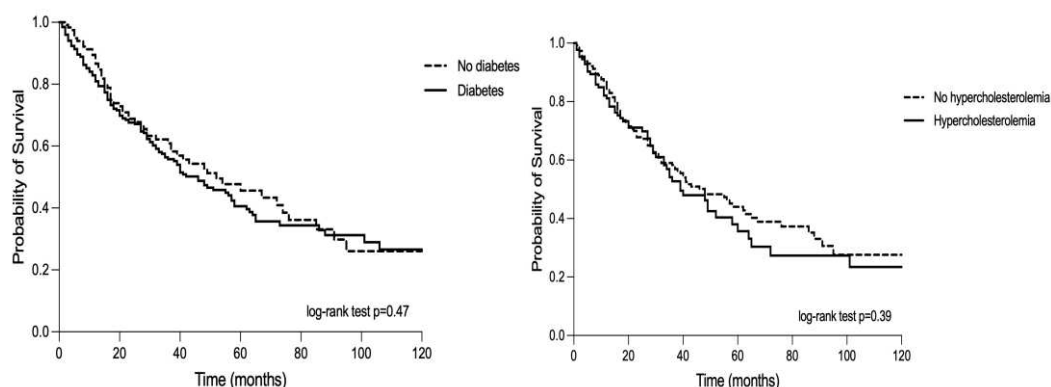 Probability of Survival
1.0
0.8
0.6
0.4
0.2
0.0
No diabetes
Diabetes
log-rank test p=0.47
0 20 40 60 80 100 120
Time (months)
Probability of Survival
1.0
0.8
0.6
0.4
0.2
0.0
No hypercholesterolemia
Hypercholesterolemia
log-rank test p=0.39
0 20 40 60 80 100 120
Time (months)